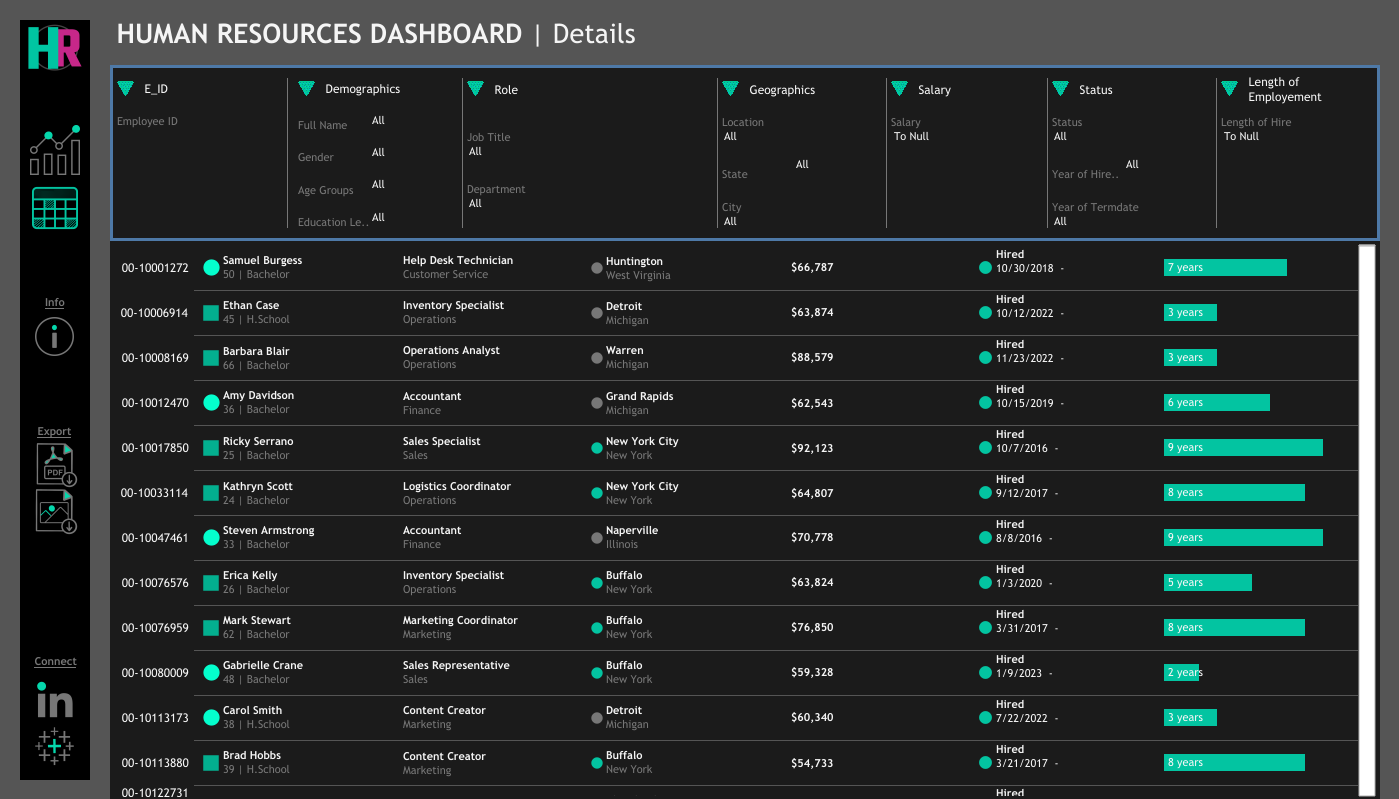 HR
HUMAN RESOURCES DASHBOARD | Details
E_ID
Employee ID
Demographics
Full Name All
Gender All
Age Groups All
Education Le.. All
Role
Job Title
All
Department
All
Geographics
Location
All
All
State
City
All
Salary
Salary
To Null
Status
Status
All
All
Year of Hire..
Year of Termdate
All
Length of
Employement
Length of Hire
To Null
Info
Export
PDF
Connect
in
00-10001272
Samuel Burgess
50 | Bachelor
Help Desk Technician
Customer Service
Huntington
West Virginia
$66,787
Hired
10/30/2018 -
7 years
00-10006914
Ethan Case
45 | H.School
Inventory Specialist
Operations
Detroit
Michigan
$63,874
Hired
10/12/2022 -
3 years
00-10008169
Barbara Blair
66 | Bachelor
Operations Analyst
Operations
Warren
Michigan
$88,579
Hired
11/23/2022 -
3 years
00-10012470
Amy Davidson
36 | Bachelor
Accountant
Finance
Grand Rapids
Michigan
$62,543
Hired
10/15/2019 -
6 years
00-10017850
Ricky Serrano
25 | Bachelor
Sales Specialist
Sales
New York City
New York
$92,123
Hired
10/7/2016 -
9 years
00-10033114
Kathryn Scott
24 | Bachelor
Logistics Coordinator
Operations
New York City
New York
$64,807
Hired
9/12/2017 -
8 years
00-10047461
Steven Armstrong
33 | Bachelor
Accountant
Finance
Naperville
Illinois
$70,778
Hired
8/8/2016 -
9 years
00-10076576
Erica Kelly
26 | Bachelor
Inventory Specialist
Operations
Buffalo
New York
$63,824
Hired
1/3/2020 -
5 years
00-10076959
Mark Stewart
62 | Bachelor
Marketing Coordinator
Marketing
Buffalo
New York
$76,850
Hired
3/31/2017 -
8 years
00-10080009
Gabrielle Crane
48 | Bachelor
Sales Representative
Sales
Buffalo
New York
$59,328
Hired
1/9/2023 -
2 years
00-10113173
Carol Smith
38 | H.School
Content Creator
Marketing
Detroit
Michigan
$60,340
Hired
7/22/2022 -
3 years
00-10113880
Brad Hobbs
39 | H.School
Content Creator
Marketing
Buffalo
New York
$54,733
Hired
3/21/2017 -
8 years
00-10122731
Hired